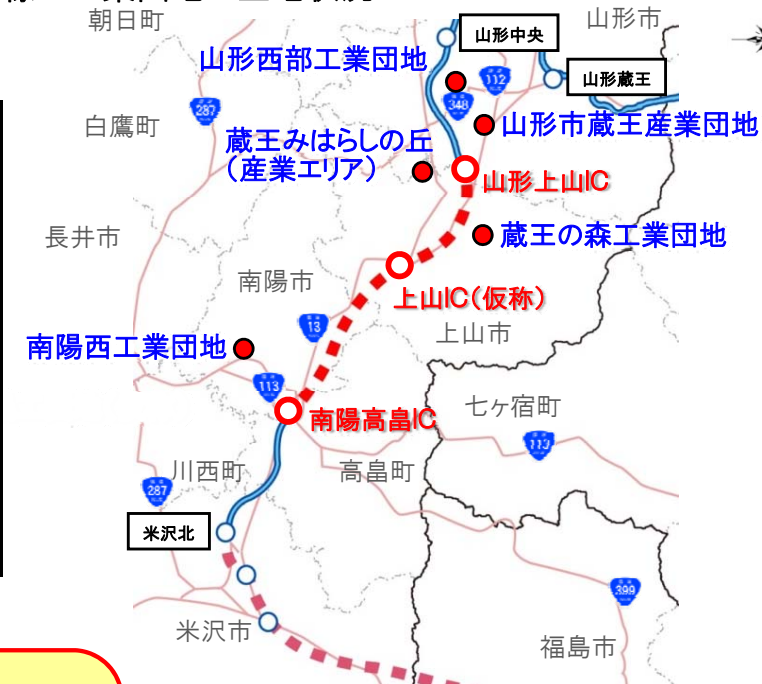 朝日町
山形中央
山形市
山形西部工業団地
112
山形蔵王
287
348
白鷹町
山形市蔵王産業団地
蔵王みはらしの丘
(産業エリア)
山形上山IC
長井市
蔵王の森工業団地
南陽市
上山IC(仮称)
13
上山市
南陽西工業団地
113
七ヶ宿町
南陽高畠IC
113
川西町
高畠町
287
米沢北
399
米沢市
福島市